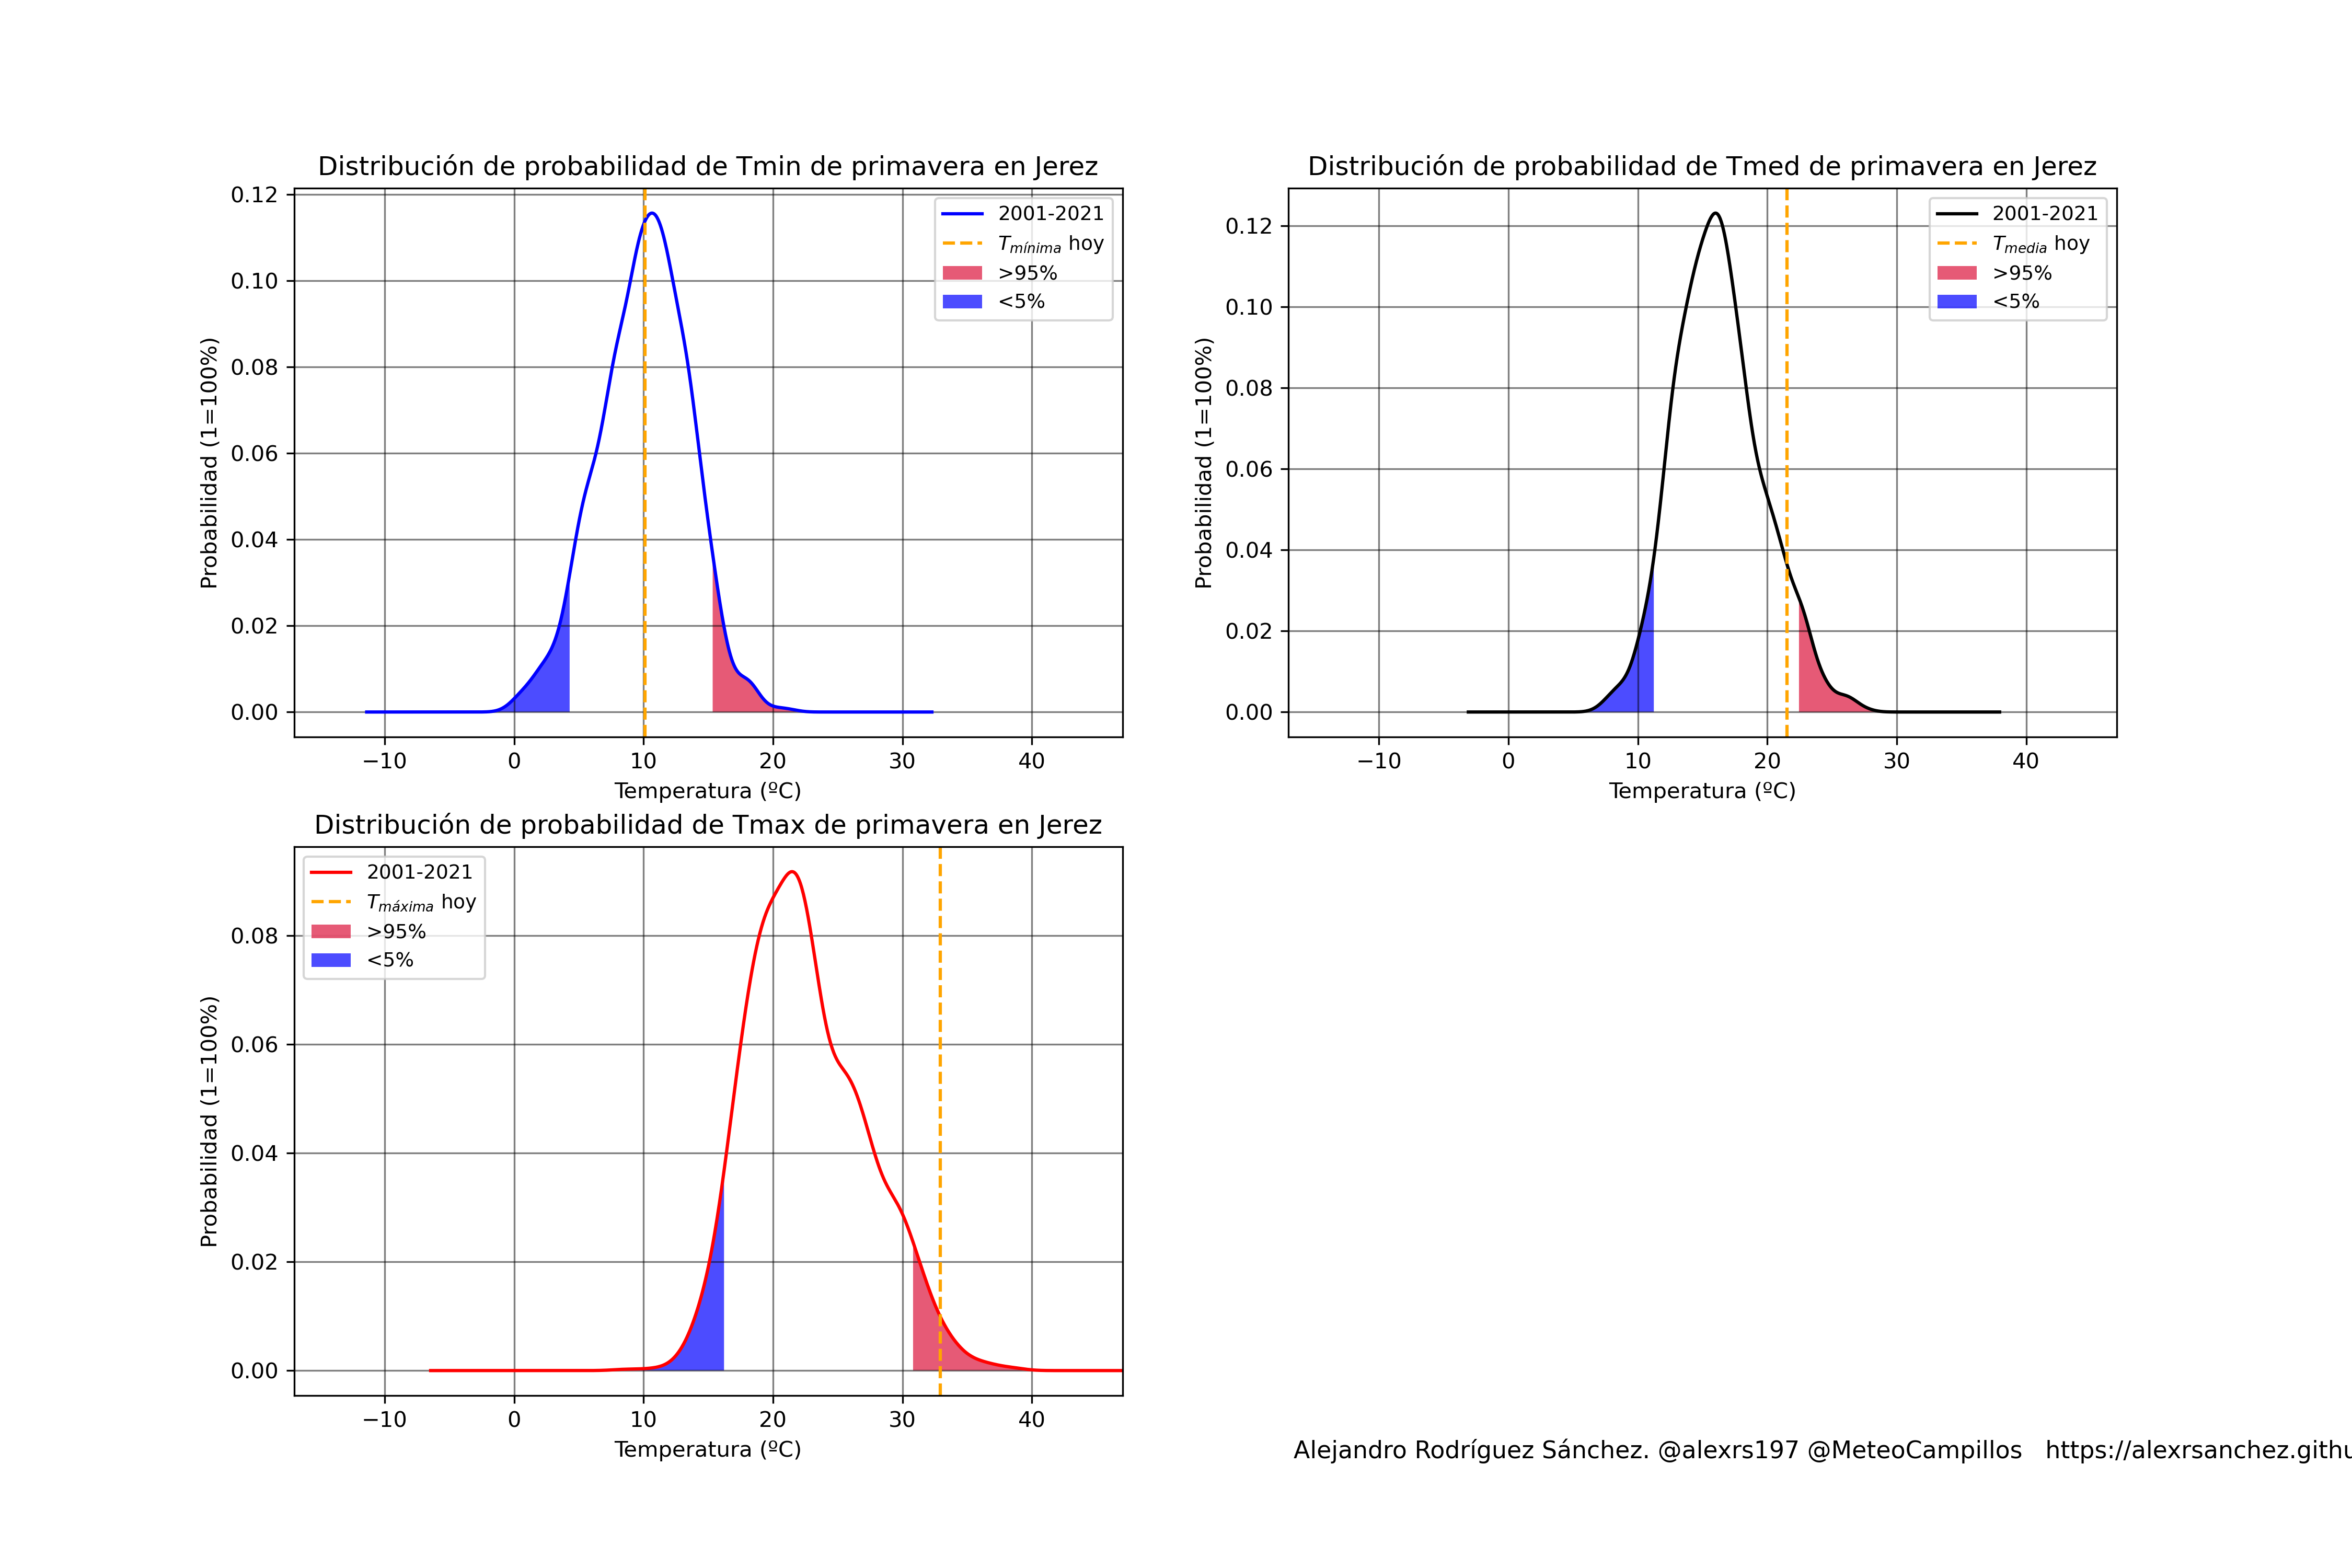 Distribución de probabilidad de Tmin de primavera en Jerez
0.12
0.10
0.08
0.06
0.04
0.02
0.00
Probabilidad (1=100%)
2001-2021
Tmínima hoy
>95%
<5%
−10 0 10 20 30 40
Temperatura (ºC)
Distribución de probabilidad de Tmed de primavera en Jerez
0.12
0.10
0.08
0.06
0.04
0.02
0.00
Probabilidad (1=100%)
2001-2021
Tmedia hoy
>95%
<5%
−10 0 10 20 30 40
Temperatura (ºC)
Distribución de probabilidad de Tmax de primavera en Jerez
2001-2021
Tmáxima hoy
>95%
<5%
0.08
0.06
0.04
0.02
0.00
Probabilidad (1=100%)
−10 0 10 20 30 40
Temperatura (ºC)
Alejandro Rodríguez Sánchez. @alexrs197 @MeteoCampillos https://alexrsanchez.githu